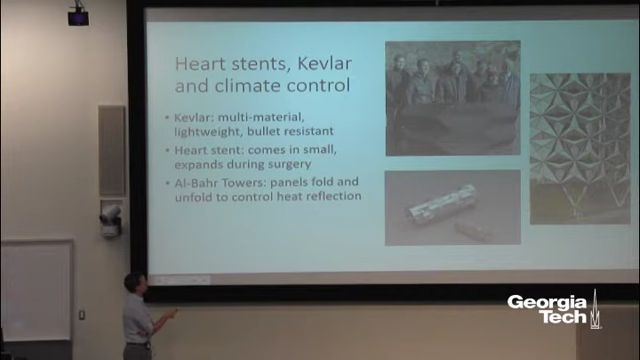 Heart stents, Kevlar
and climate control
• Kevlar: multi-material,
lightweight, bullet resistant
• Heart stent: comes in small,
expands during surgery
• Al-Bahr Towers: panels fold and
unfold to control heat reflection
Georgia
Tech